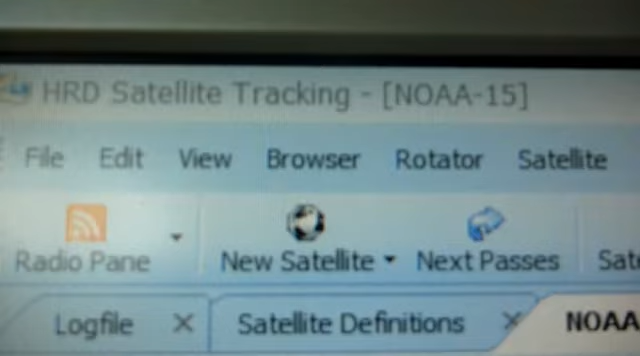 HRD Satellite Tracking - [NOAA-15]
File Edit View Browser Rotator Satellite
Radio Pane New Satellite Next Passes
Logfile Satellite Definitions NOAA